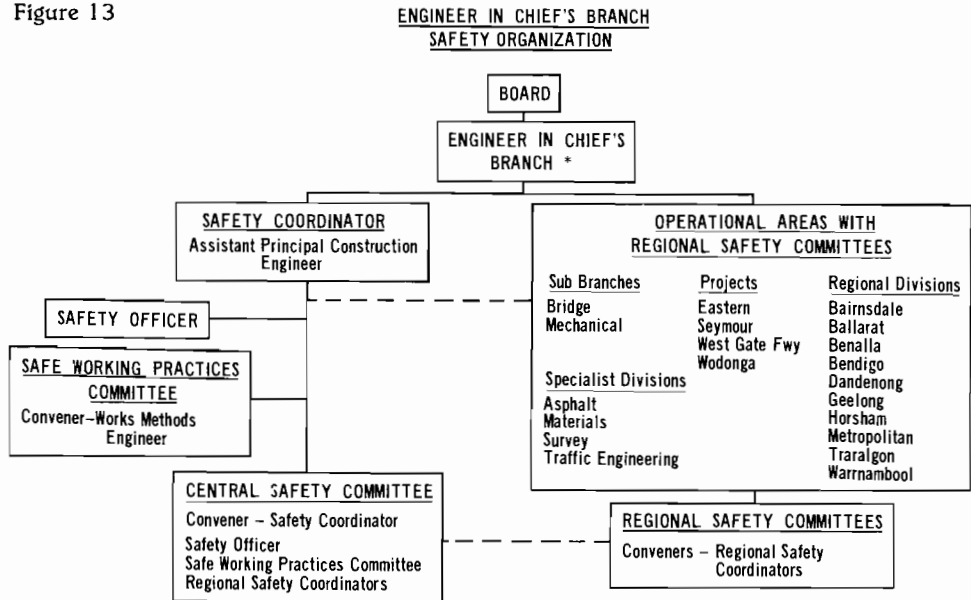 Figure 13
ENGINEER IN CHIEF'S BRANCH
SAFETY ORGANIZATION
BOARD
ENGINEER IN CHIEF'S
BRANCH *
SAFETY COORDINATOR
Assistant Principal Construction
Engineer
OPERATIONAL AREAS WITH
REGIONAL SAFETY COMMITTEES
Sub Branches
Bridge
Mechanical
Specialist Divisions
Asphalt
Materials
Survey
Traffic Engineering
Projects
Eastern
Seymour
West Gate Fwy
Wodonga
Regional Divisions
Bairnsdale
Ballarat
Benalla
Bendigo
Dandenong
Geelong
Horsham
Metropolitan
Traralgon
Warrnambool
SAFETY OFFICER
SAFE WORKING PRACTICES
COMMITTEE
Convener-Works Methods
Engineer
CENTRAL SAFETY COMMITTEE
Convener – Safety Coordinator
Safety Officer
Safe Working Practices Committee
Regional Safety Coordinators
REGIONAL SAFETY COMMITTEES
Conveners – Regional Safety
Coordinators